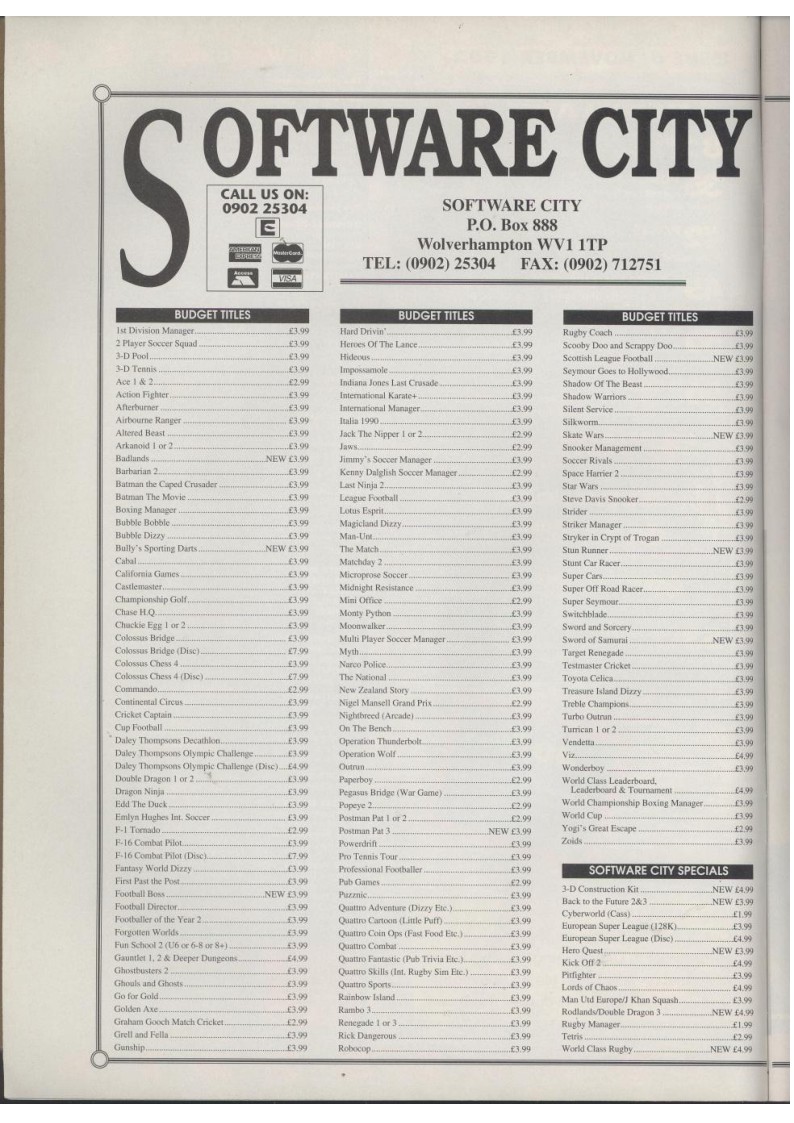 SOFTWARE CITY
CALL US ON:
0902 25304
AMERICAN
EXPRESS
MasterCard.
Access
VISA
SOFTWARE CITY
P.O. Box 888
Wolverhampton WV1 1TP
TEL: (0902) 25304 FAX: (0902) 712751
BUDGET TITLES
1st Division Manager £3.99
2 Player Soccer Squad £3.99
3-D Pool £3.99
3-D Tennis £3.99
Ace 1 & 2 £2.99
Action Fighter £3.99
Afterburner £3.99
Airbourne Ranger £3.99
Altered Beast £3.99
Arkanoid 1 or 2 £3.99
Badlands NEW £3.99
Barbarian 2 £3.99
Batman the Caped Crusader £3.99
Batman The Movie £3.99
Boxing Manager £3.99
Bubble Bobble £3.99
Bubble Dizzy £3.99
Bully's Sporting Darts NEW £3.99
Cabal £3.99
California Games £3.99
Castlemaster £3.99
Championship Golf £3.99
Chase H.Q. £3.99
Chuckie Egg 1 or 2 £3.99
Colossus Bridge £3.99
Colossus Bridge (Disc) £7.99
Colossus Chess 4 £3.99
Colossus Chess 4 (Disc) £7.99
Commando £2.99
Continental Circus £3.99
Cricket Captain £3.99
Cup Football £3.99
Daley Thompsons Decathlon £3.99
Daley Thompsons Olympic Challenge £3.99
Daley Thompsons Olympic Challenge (Disc) £4.99
Double Dragon 1 or 2 £3.99
Dragon Ninja £3.99
Edd The Duck £3.99
Emlyn Hughes Int. Soccer £3.99
F-1 Tornado £2.99
F-16 Combat Pilot £3.99
F-16 Combat Pilot (Disc) £7.99
Fantasy World Dizzy £3.99
First Past the Post £3.99
Football Boss NEW £3.99
Football Director £3.99
Footballer of the Year 2 £3.99
Forgotten Worlds £3.99
Fun School 2 (U6 or 6-8 or 8+) £3.99
Gauntlet 1, 2 & Deeper Dungeons £4.99
Ghostbusters 2 £3.99
Ghouls and Ghosts £3.99
Go for Gold £3.99
Golden Axe £3.99
Graham Gooch Match Cricket £2.99
Grell and Fella £3.99
Gunship £3.99
BUDGET TITLES
Hard Drivin' £3.99
Heroes Of The Lance £3.99
Hideous £3.99
Impossamole £3.99
Indiana Jones Last Crusade £3.99
International Karate+ £3.99
International Manager £3.99
Italia 1990 £3.99
Jack The Nipper 1 or 2 £2.99
Jaws £2.99
Jimmy's Soccer Manager £3.99
Kenny Dalglish Soccer Manager £2.99
Last Ninja 2 £3.99
League Football £3.99
Lotus Esprit £3.99
Magicland Dizzy £3.99
Man-Unt £3.99
The Match £3.99
Matchday 2 £3.99
Microprose Soccer £3.99
Midnight Resistance £3.99
Mini Office £2.99
Monty Python £3.99
Moonwalker £3.99
Multi Player Soccer Manager £3.99
Myth £3.99
Narco Police £3.99
The National £3.99
New Zealand Story £3.99
Nigel Mansell Grand Prix £2.99
Nightbreed (Arcade) £3.99
On The Bench £3.99
Operation Thunderbolt £3.99
Operation Wolf £3.99
Outrun £3.99
Paperboy £2.99
Pegasus Bridge (War Game) £3.99
Popeye 2 £2.99
Postman Pat 1 or 2 £2.99
Postman Pat 3 NEW £3.99
Powerdrift £3.99
Pro Tennis Tour £3.99
Professional Footballer £3.99
Pub Games £2.99
Puzznic £3.99
Quattro Adventure (Dizzy Etc.) £3.99
Quattro Cartoon (Little Puff) £3.99
Quattro Coin Ops (Fast Food Etc.) £3.99
Quattro Combat £3.99
Quattro Fantastic (Pub Trivia Etc.) £3.99
Quattro Skills (Int. Rugby Sim Etc.) £3.99
Quattro Sports £3.99
Rainbow Island £3.99
Rambo 3 £3.99
Renegade 1 or 3 £3.99
Rick Dangerous £3.99
Robocop £3.99
BUDGET TITLES
Rugby Coach £3.99
Scooby Doo and Scrappy Doo £3.99
Scottish League Football NEW £3.99
Seymour Goes to Hollywood £3.99
Shadow Of The Beast £3.99
Shadow Warriors £3.99
Silent Service £3.99
Silkworm £3.99
Skate Wars NEW £3.99
Snooker Management £3.99
Soccer Rivals £3.99
Space Harrier 2 £3.99
Star Wars £3.99
Steve Davis Snooker £2.99
Strider £3.99
Striker Manager £3.99
Stryker in Crypt of Trogan £3.99
Stun Runner NEW £3.99
Stunt Car Racer £3.99
Super Cars £3.99
Super Off Road Racer £3.99
Super Seymour £3.99
Switchblade £3.99
Sword and Sorcery £3.99
Sword of Samurai NEW £3.99
Target Renegade £3.99
Testmaster Cricket £3.99
Toyota Celica £3.99
Treasure Island Dizzy £3.99
Treble Champions £3.99
Turbo Outrun £3.99
Turrican 1 or 2 £3.99
Vendetta £3.99
Viz £4.99
Wonderboy £3.99
World Class Leaderboard,
Leaderboard & Tournament £4.99
World Championship Boxing Manager £3.99
World Cup £3.99
Yogi's Great Escape £2.99
Zoids £3.99
SOFTWARE CITY SPECIALS
3-D Construction Kit NEW £4.99
Back to the Future 2&3 NEW £3.99
Cyberworld (Cass) £1.99
European Super League (128K) £3.99
European Super League (Disc) £4.99
Hero Quest NEW £3.99
Kick Off 2 £4.99
Pitfighter £3.99
Lords of Chaos £4.99
Man Utd Europe/J Khan Squash £3.99
Rodlands/Double Dragon 3 NEW £4.99
Rugby Manager £1.99
Tetris £2.99
World Class Rugby NEW £4.99